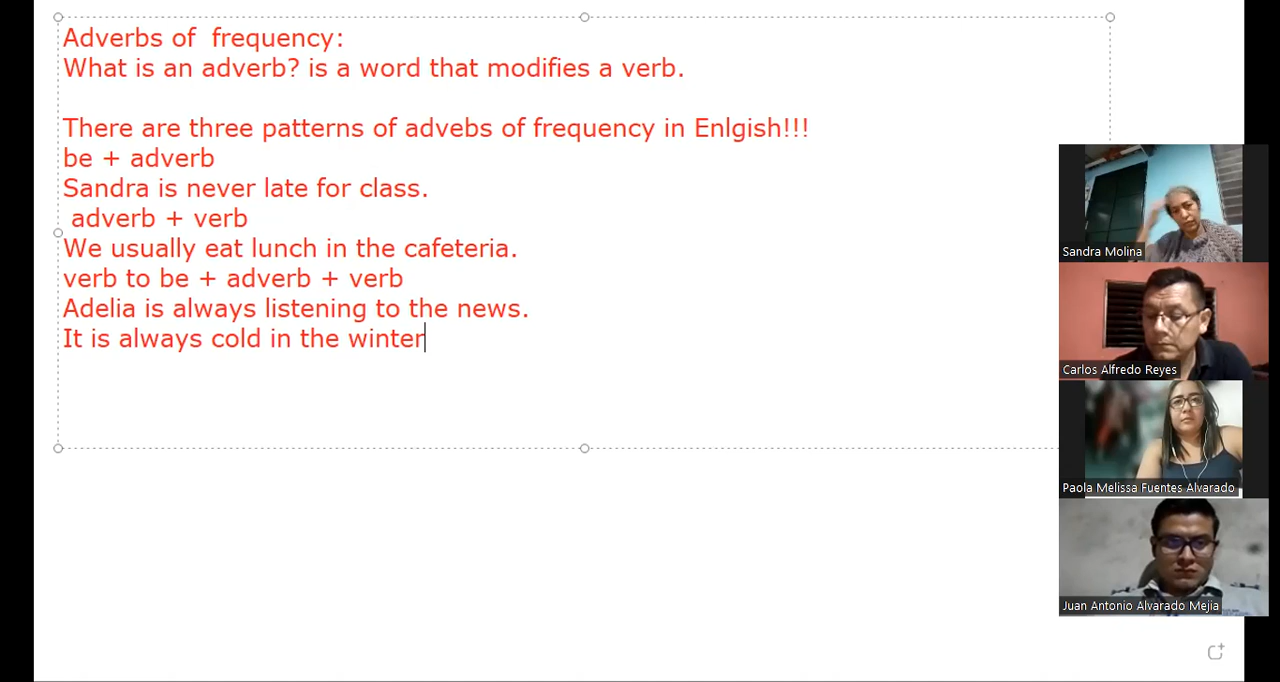 Adverbs of  frequency:
What is an adverb? is a word that modifies a verb.
There are three patterns of advebs of frequency in Enlgish!!!
be + adverb
Sandra is never late for class.
adverb + verb
We usually eat lunch in the cafeteria.
verb to be + adverb + verb
Adelia is always listening to the news.
It is always cold in the winter
Sandra Molina
Carlos Alfredo Reyes
Paola Melissa Fuentes Alvarado
Juan Antonio Alvarado Mejia